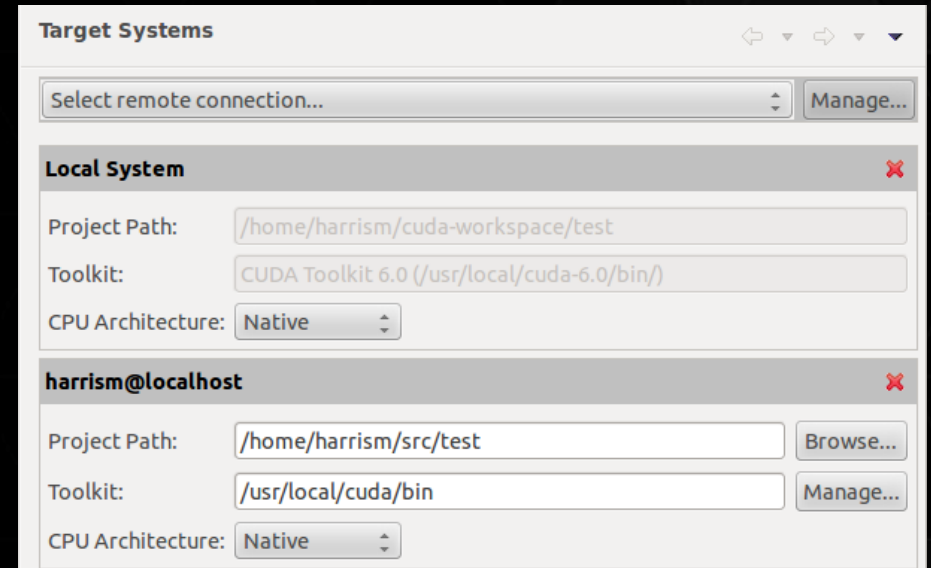 Target Systems
Select remote connection... Manage...
Local System
Project Path: /home/harrism/cuda-workspace/test
Toolkit: CUDA Toolkit 6.0 (/usr/local/cuda-6.0/bin/)
CPU Architecture: Native
harrism@localhost
Project Path: /home/harrism/src/test Browse...
Toolkit: /usr/local/cuda/bin Manage...
CPU Architecture: Native